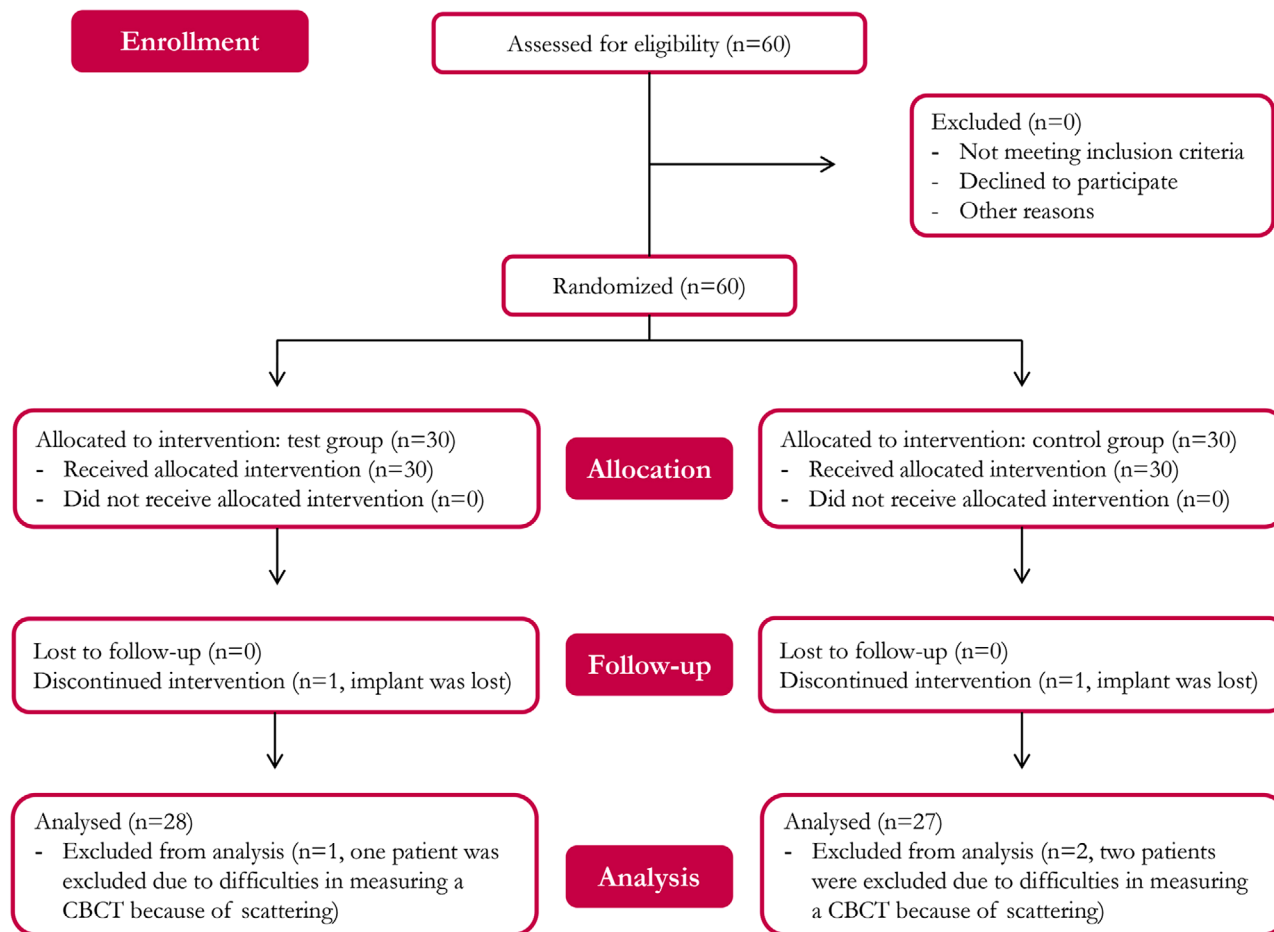 Enrollment
Assessed for eligibility (n=60)
Excluded (n=0)
- Not meeting inclusion criteria
- Declined to participate
- Other reasons
Randomized (n=60)
Allocated to intervention: test group (n=30)
- Received allocated intervention (n=30)
- Did not receive allocated intervention (n=0)
Allocation
Allocated to intervention: control group (n=30)
- Received allocated intervention (n=30)
- Did not receive allocated intervention (n=0)
Lost to follow-up (n=0)
Discontinued intervention (n=1, implant was lost)
Follow-up
Lost to follow-up (n=0)
Discontinued intervention (n=1, implant was lost)
Analysed (n=28)
- Excluded from analysis (n=1, one patient was
excluded due to difficulties in measuring a
CBCT because of scattering)
Analysis
Analysed (n=27)
- Excluded from analysis (n=2, two patients
were excluded due to difficulties in measuring
a CBCT because of scattering)